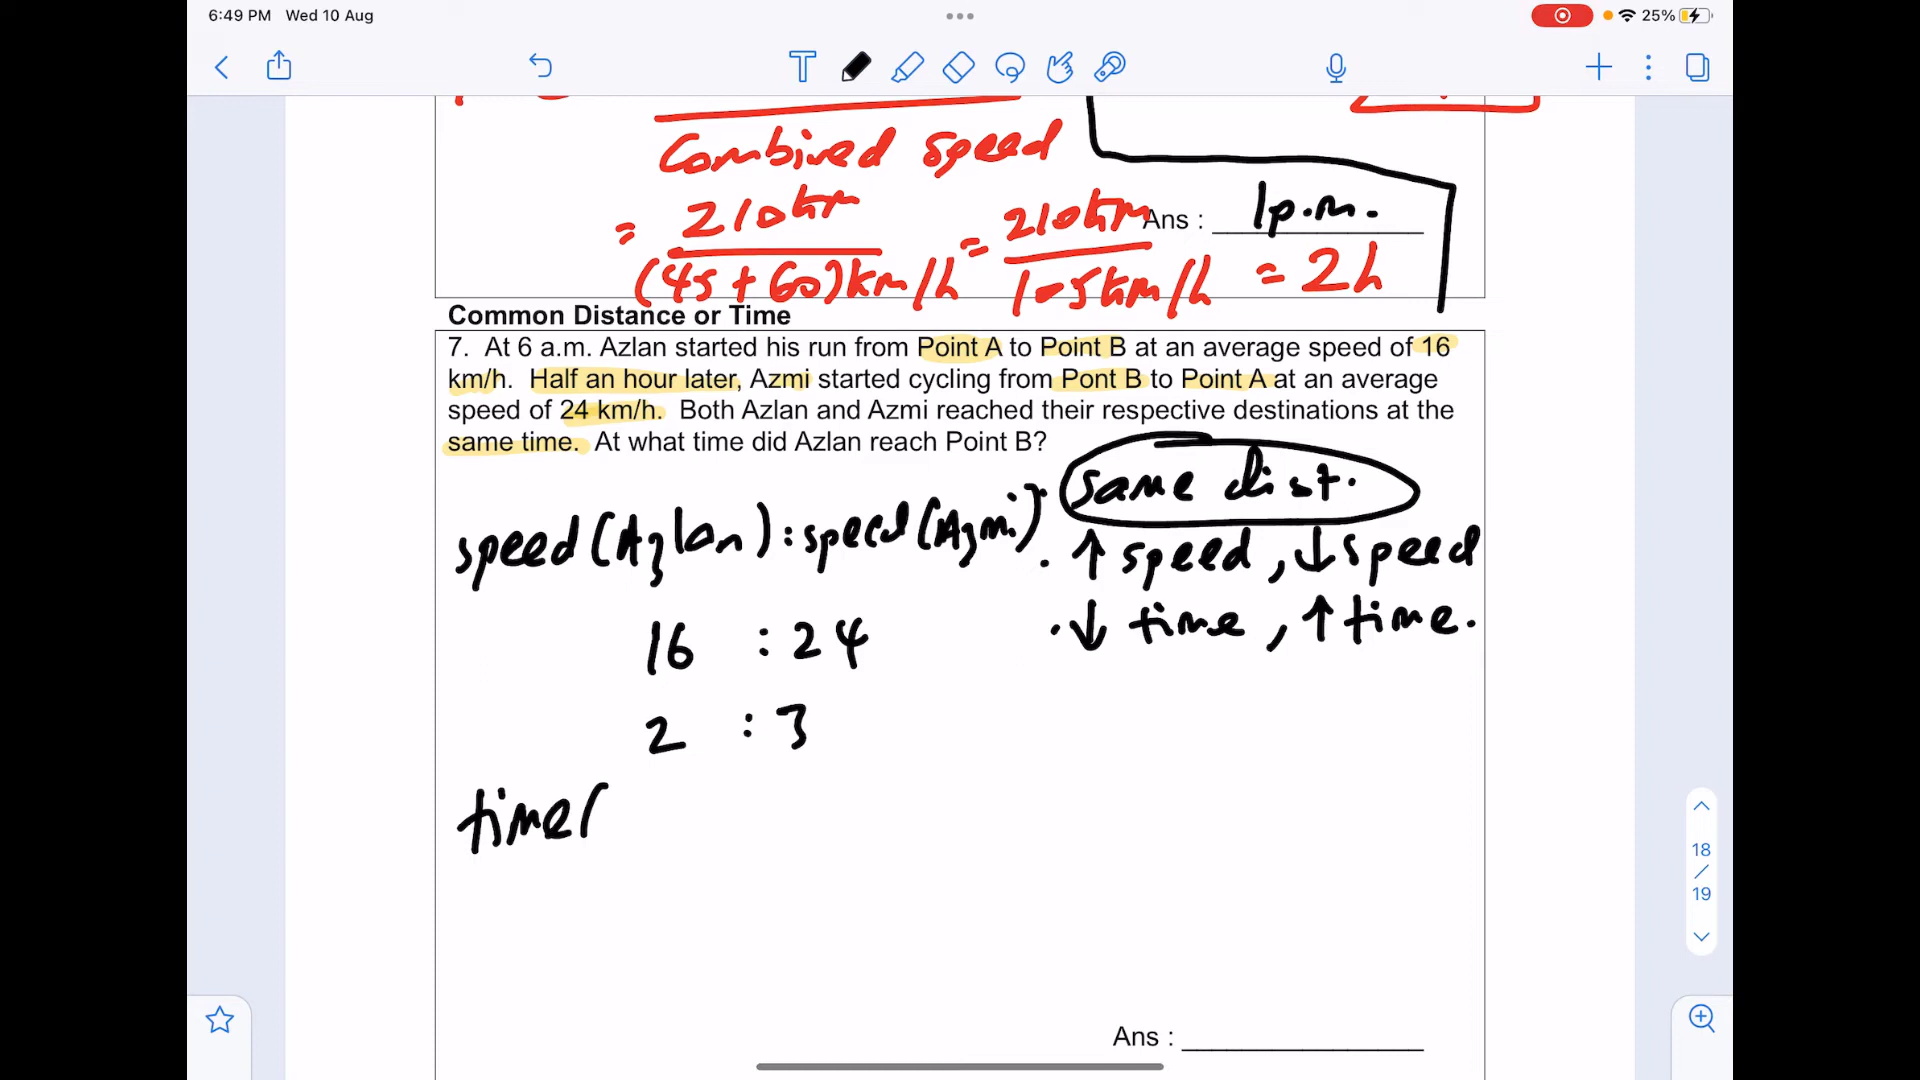 6:49 PM Wed 10 Aug
25%
Combined speed
= 210km = 210km
(45 + 60)km/h 105km/h = 2h
Ans : 1p.m.
Common Distance or Time
7. At 6 a.m. Azlan started his run from Point A to Point B at an average speed of 16
km/h. Half an hour later, Azmi started cycling from Pont B to Point A at an average
speed of 24 km/h. Both Azlan and Azmi reached their respective destinations at the
same time. At what time did Azlan reach Point B?
same dist.
speed(Azlan) : speed(Azmi)
. ↑ speed, ↓ speed
. ↓ time, ↑ time.
16 : 24
2 : 3
time(
18
/
19
Ans :